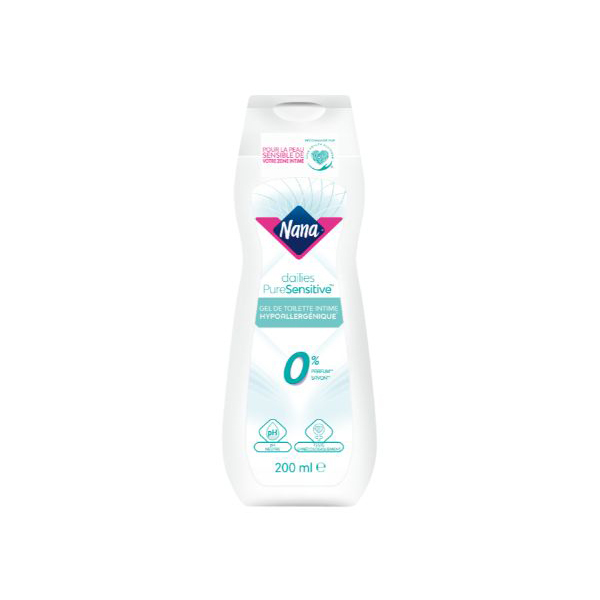 POUR LA PEAU
SENSIBLE DE
VOTRE ZONE INTIME
Nana
dailies
PureSensitive™
GEL DE TOILETTE INTIME
HYPOALLERGÉNIQUE
0%
PARFUM
SAVON
pH
200 ml e